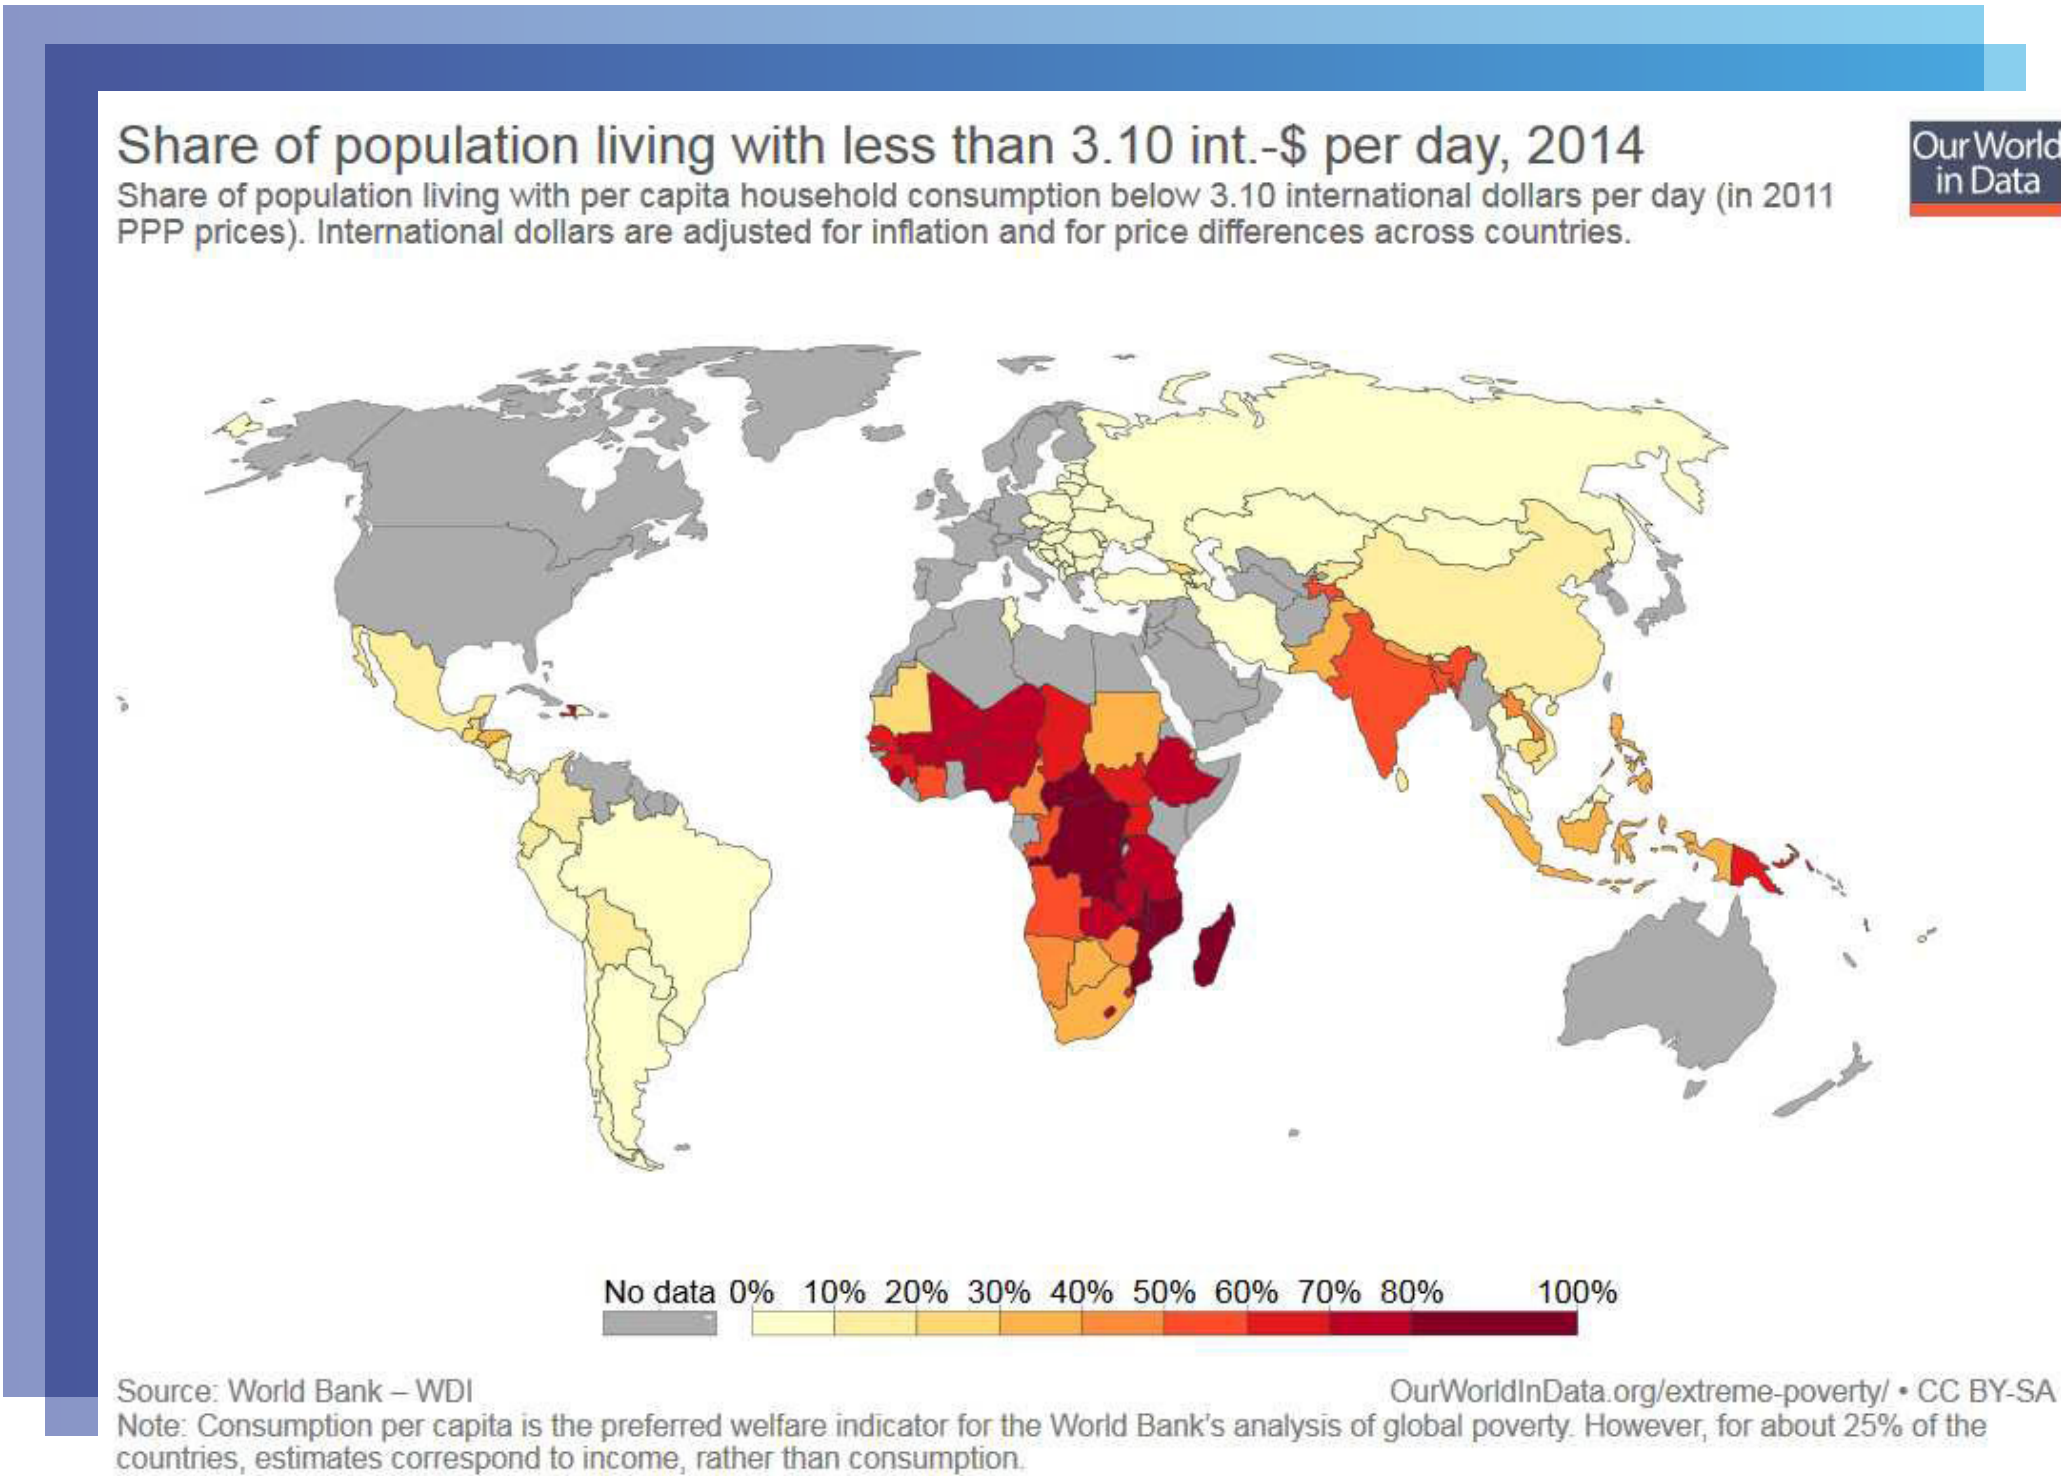 Share of population living with less than 3.10 int.-$ per day, 2014
Our World
in Data
Share of population living with per capita household consumption below 3.10 international dollars per day (in 2011
PPP prices). International dollars are adjusted for inflation and for price differences across countries.
No data 0% 10% 20% 30% 40% 50% 60% 70% 80% 100%
Source: World Bank – WDI
OurWorldInData.org/extreme-poverty/ • CC BY-SA
Note: Consumption per capita is the preferred welfare indicator for the World Bank's analysis of global poverty. However, for about 25% of the
countries, estimates correspond to income, rather than consumption.